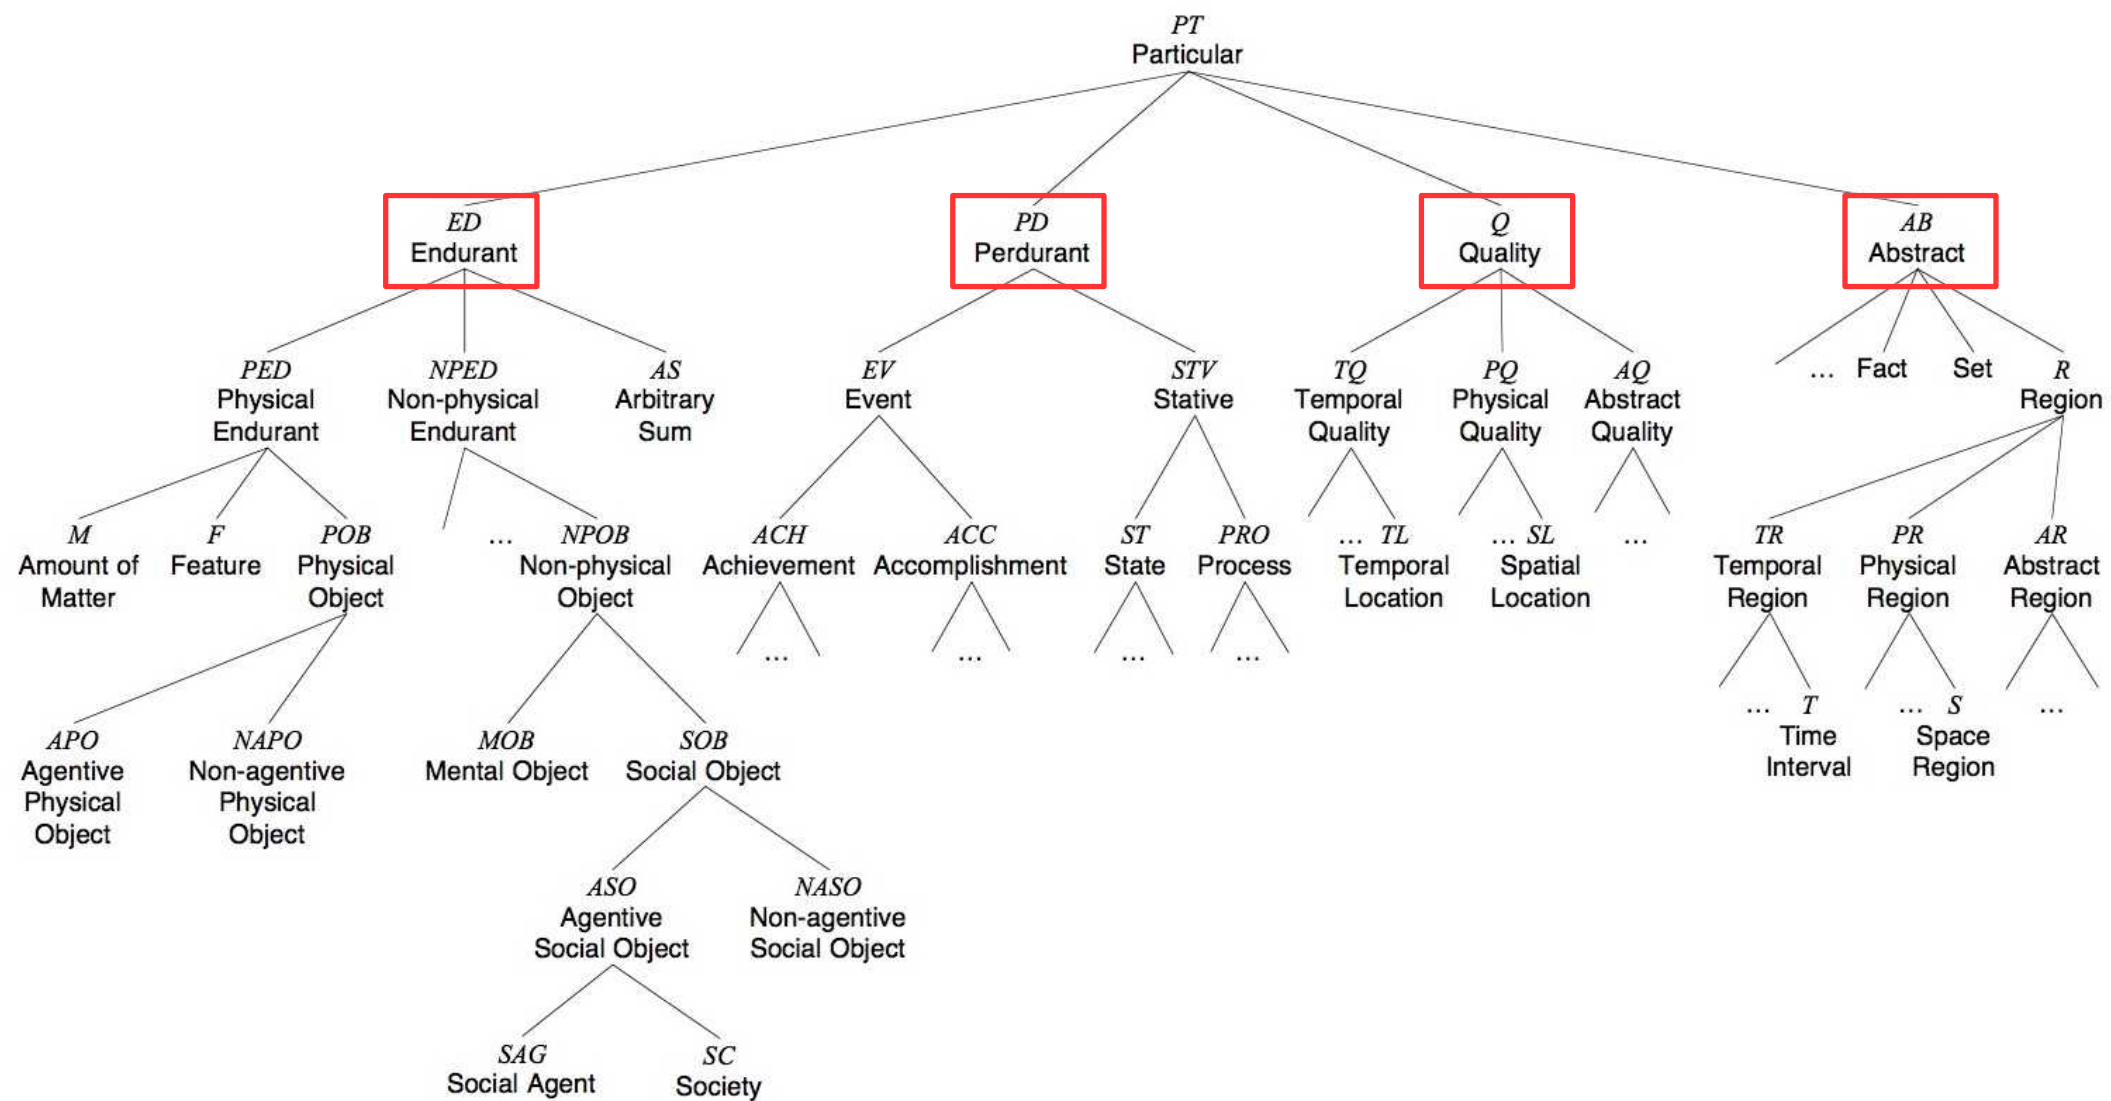 PT
Particular
ED
Endurant
PD
Perdurant
Q
Quality
AB
Abstract
PED
Physical
Endurant
NPED
Non-physical
Endurant
AS
Arbitrary
Sum
EV
Event
STV
Stative
TQ
Temporal
Quality
PQ
Physical
Quality
AQ
Abstract
Quality
...
Fact
Set
R
Region
M
Amount of
Matter
F
Feature
POB
Physical
Object
...
NPOB
Non-physical
Object
ACH
Achievement
ACC
Accomplishment
ST
State
PRO
Process
... TL
Temporal
Location
... SL
Spatial
Location
...
TR
Temporal
Region
PR
Physical
Region
AR
Abstract
Region
...
...
...
...
... T
Time
Interval
... S
Space
Region
...
APO
Agentive
Physical
Object
NAPO
Non-agentive
Physical
Object
MOB
Mental Object
SOB
Social Object
ASO
Agentive
Social Object
NASO
Non-agentive
Social Object
SAG
Social Agent
SC
Society